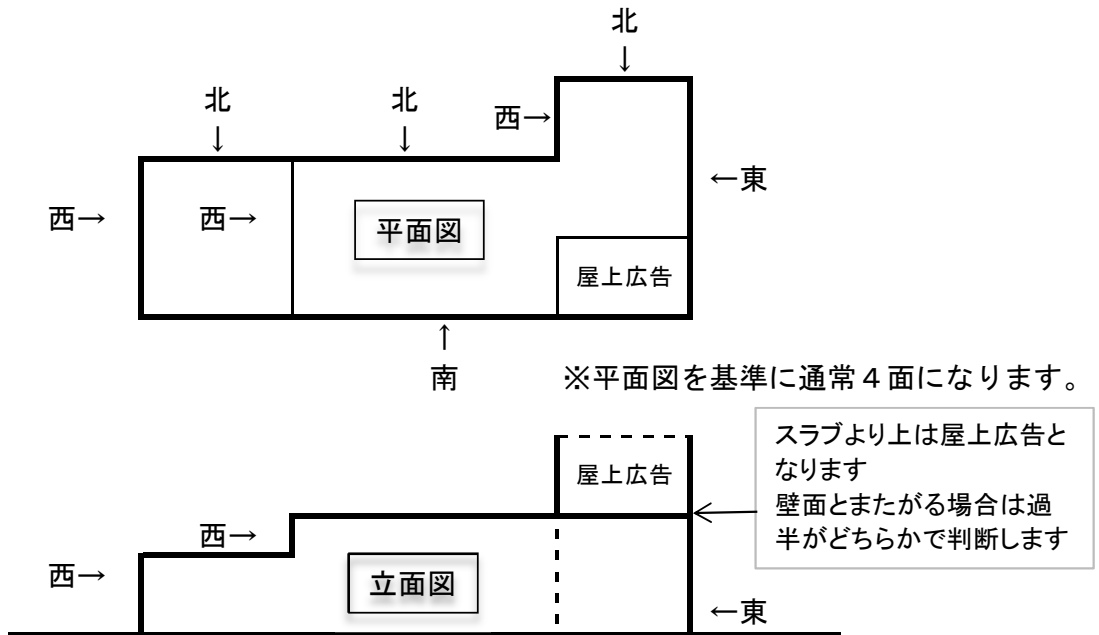 北
↓
北
↓
北
↓
西→
←東
西→
西→
平面図
屋上広告
↑
南
※平面図を基準に通常４面になります。
スラブより上は屋上広告と
なります
壁面とまたがる場合は過
半がどちらかで判断します
屋上広告
西→
西→
立面図
←東